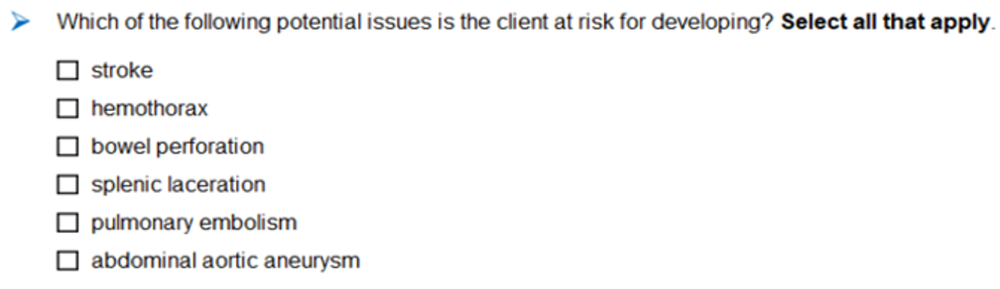 Which of the following potential issues is the client at risk for developing? Select all that apply.
stroke
hemothorax
bowel perforation
splenic laceration
pulmonary embolism
abdominal aortic aneurysm